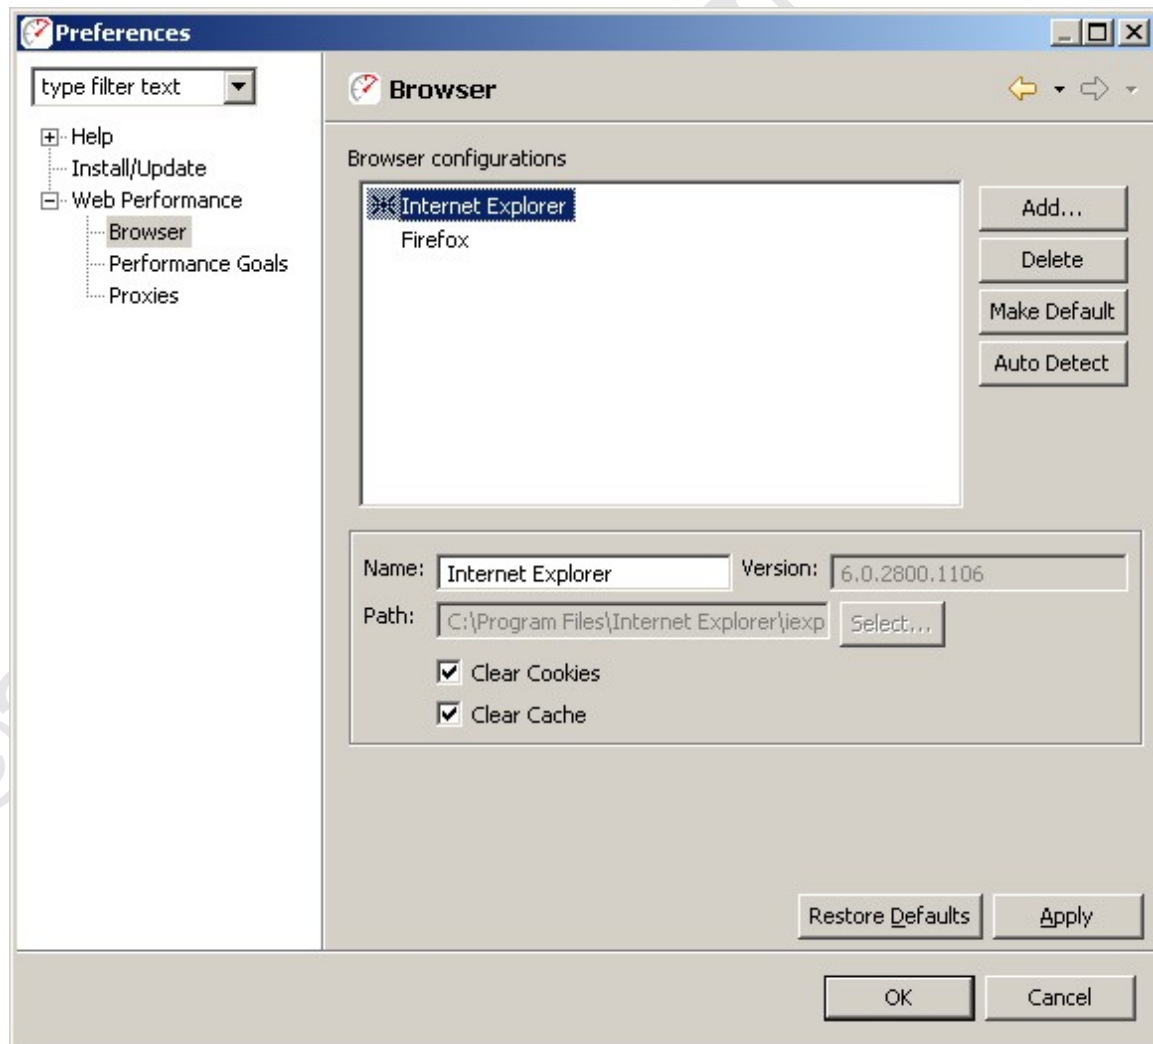 Preferences
type filter text
Browser
Help
Install/Update
Web Performance
Browser
Performance Goals
Proxies
Browser configurations
Internet Explorer
Firefox
Add...
Delete
Make Default
Auto Detect
Name: Internet Explorer Version: 6.0.2800.1106
Path: C:\Program Files\Internet Explorer\iexp Select...
Clear Cookies
Clear Cache
Restore Defaults Apply
OK Cancel